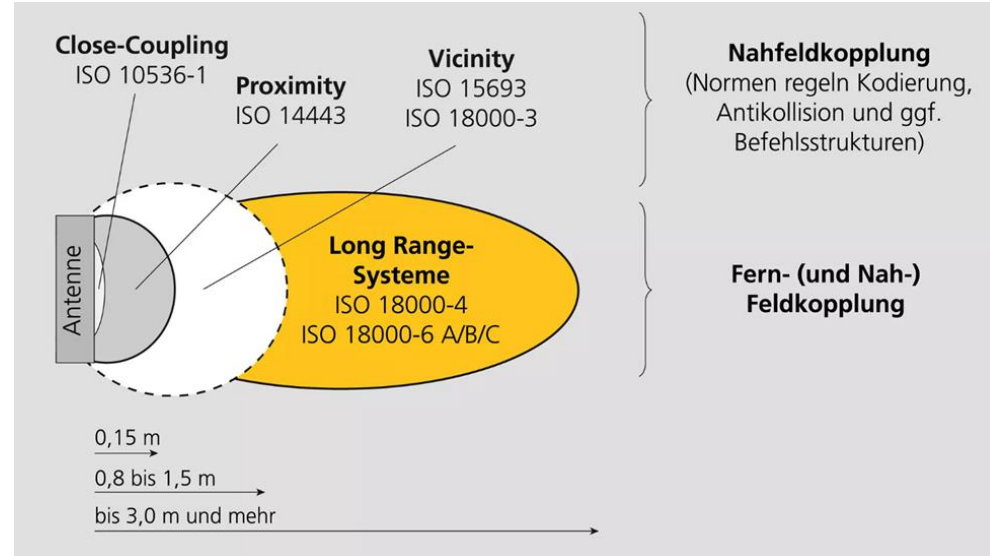 Close-Coupling
ISO 10536-1
Proximity
ISO 14443
Vicinity
ISO 15693
ISO 18000-3
Nahfeldkopplung
(Normen regeln Kodierung,
Antikollision und ggf.
Befehlsstrukturen)
Antenne
Long Range-
Systeme
ISO 18000-4
ISO 18000-6 A/B/C
Fern- (und Nah-)
Feldkopplung
0,15 m
0,8 bis 1,5 m
bis 3,0 m und mehr